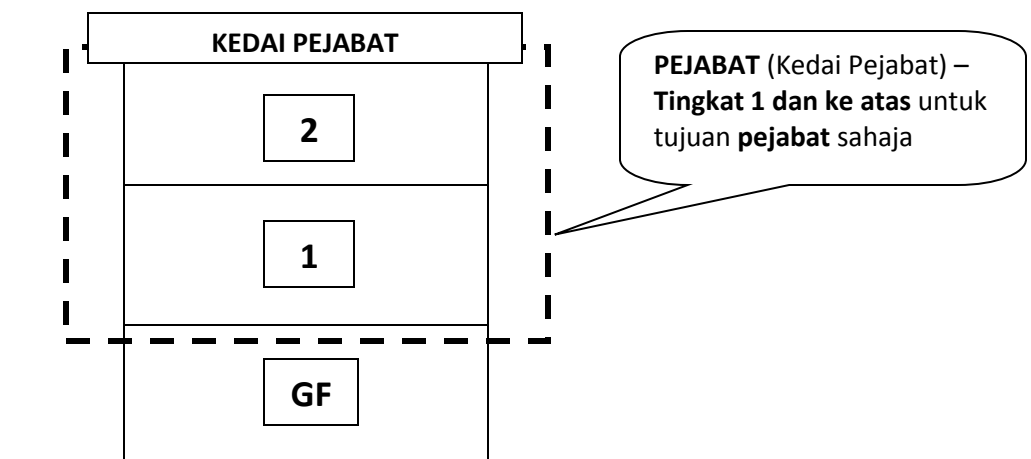 KEDAI PEJABAT
PEJABAT (Kedai Pejabat) –
Tingkat 1 dan ke atas untuk
tujuan pejabat sahaja
2
1
GF